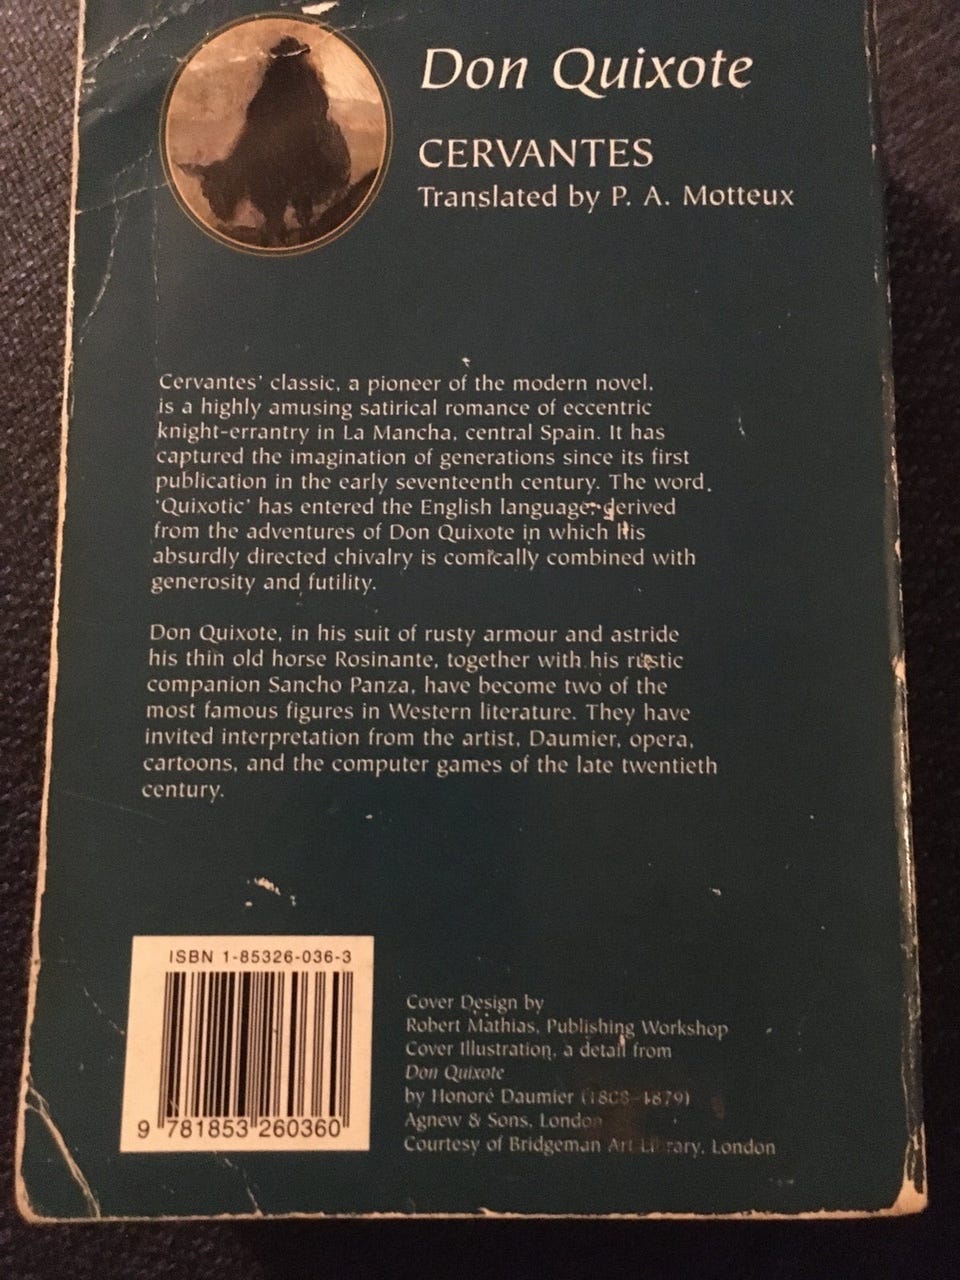 Don Quixote
CERVANTES
Translated by P. A. Motteux
Cervantes' classic, a pioneer of the modern novel,
is a highly amusing satirical romance of eccentric
knight-errantry in La Mancha, central Spain. It has
captured the imagination of generations since its first
publication in the early seventeenth century. The word
'Quixotic' has entered the English language, derived
from the adventures of Don Quixote in which his
absurdly directed chivalry is comically combined with
generosity and futility.
Don Quixote, in his suit of rusty armour and astride
his thin old horse Rosinante, together with his rustic
companion Sancho Panza, have become two of the
most famous figures in Western literature. They have
invited interpretation from the artist, Daumier, opera,
cartoons, and the computer games of the late twentieth
century.
ISBN 1-85326-036-3
9 781853 260360
Cover Design by
Robert Mathias, Publishing Workshop
Cover Illustration, a detail from
Don Quixote
by Honoré Daumier (1808-1879)
Agnew & Sons, London
Courtesy of Bridgeman Art Library, London